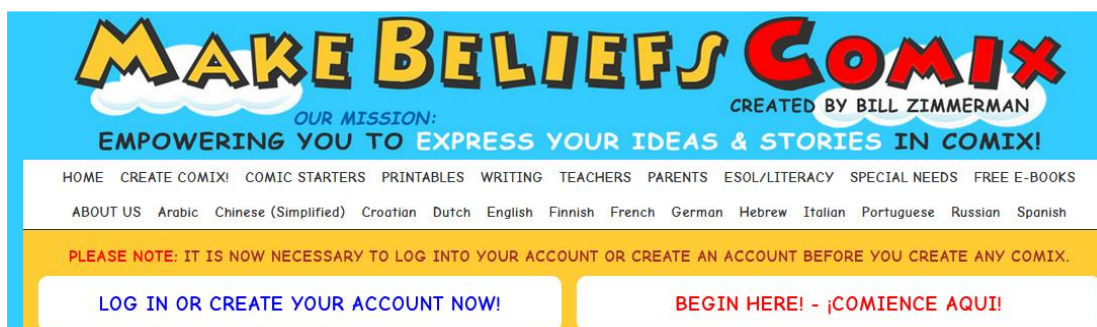 MAKE BELIEFS COMIX
CREATED BY BILL ZIMMERMAN
OUR MISSION:
EMPOWERING YOU TO EXPRESS YOUR IDEAS & STORIES IN COMIX!
HOME CREATE COMIX! COMIC STARTERS PRINTABLES WRITING TEACHERS PARENTS ESOL/LITERACY SPECIAL NEEDS FREE E-BOOKS
ABOUT US Arabic Chinese (Simplified) Croatian Dutch English Finnish French German Hebrew Italian Portuguese Russian Spanish
PLEASE NOTE: IT IS NOW NECESSARY TO LOG INTO YOUR ACCOUNT OR CREATE AN ACCOUNT BEFORE YOU CREATE ANY COMIX.
LOG IN OR CREATE YOUR ACCOUNT NOW!
BEGIN HERE! - ¡COMIENCE AQUI!